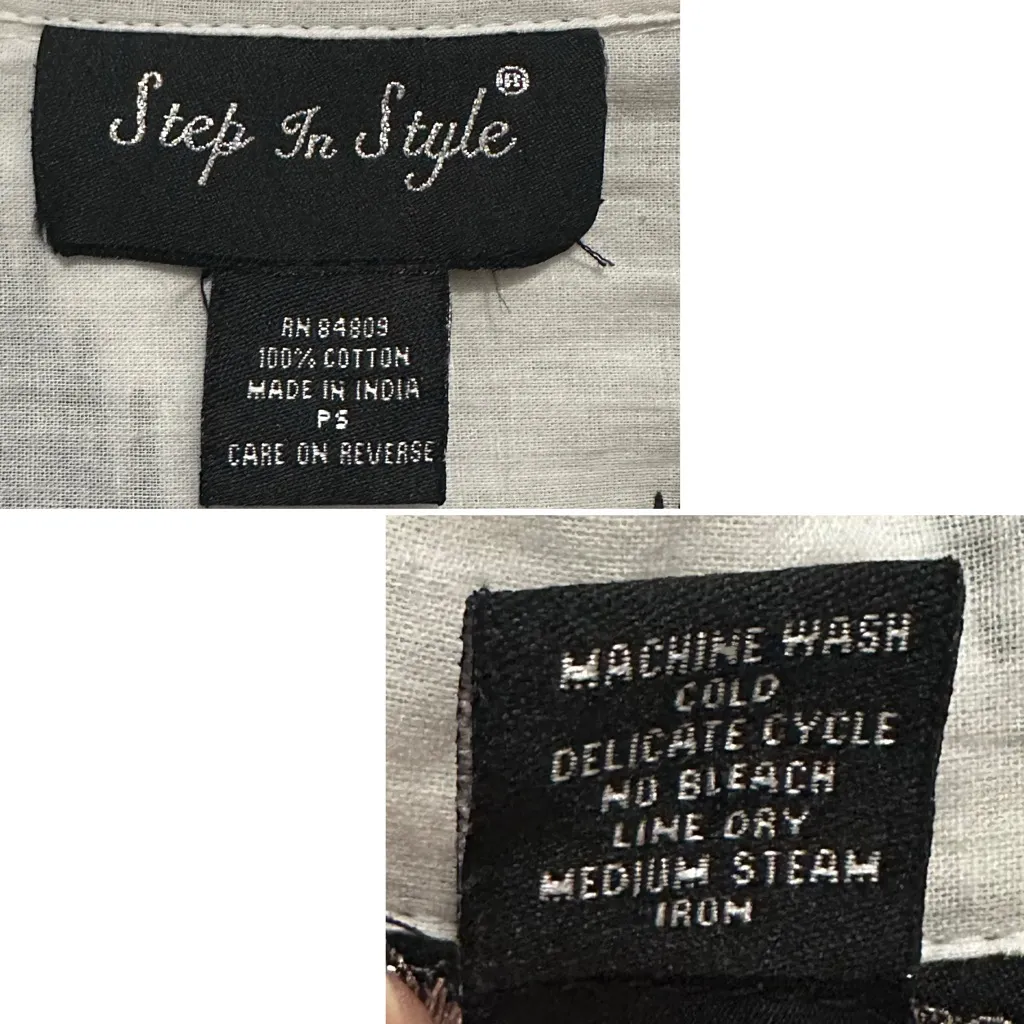 Step In Style®
RN 84809
100% COTTON
MADE IN INDIA
PS
CARE ON REVERSE
MACHINE WASH
COLD
DELICATE CYCLE
NO BLEACH
LINE DRY
MEDIUM STEAM
IRON